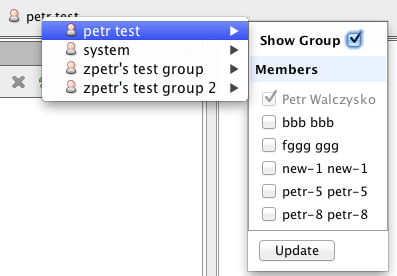 petr test
petr test
system
zpetr's test group
zpetr's test group 2
Show Group
Members
Petr Walczysko
bbb bbb
fggg ggg
new-1 new-1
petr-5 petr-5
petr-8 petr-8
Update